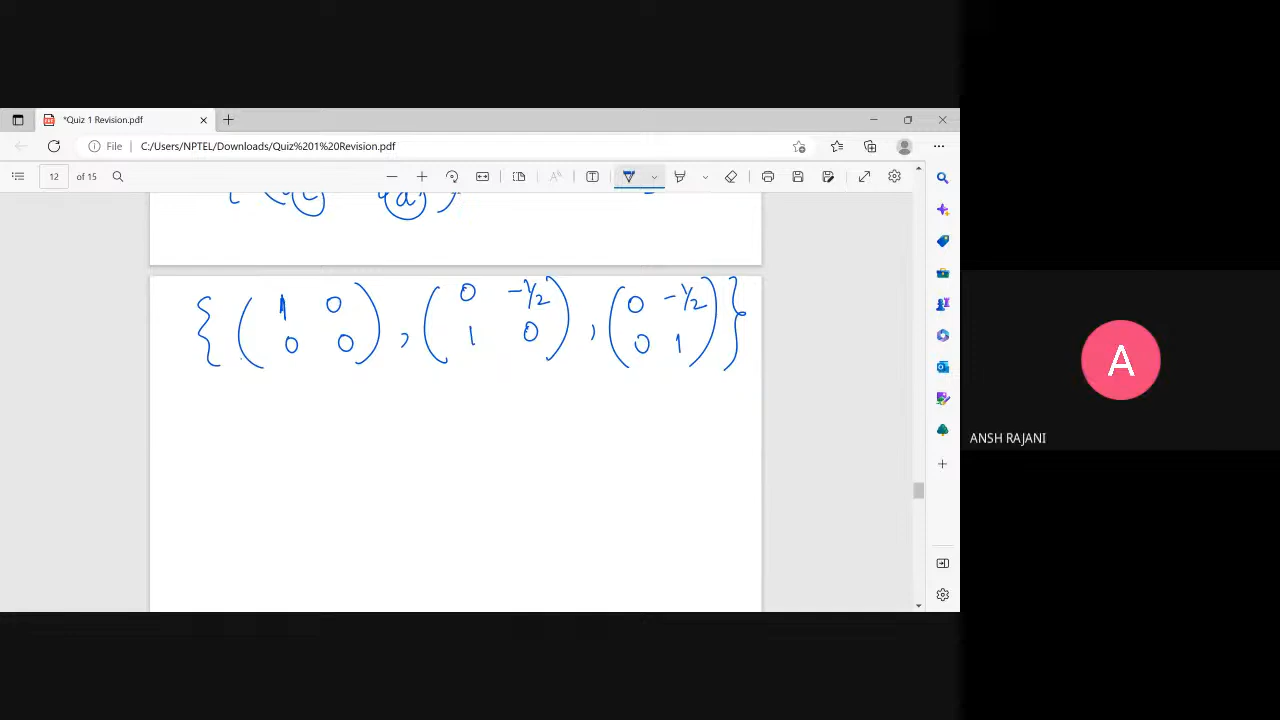 *Quiz 1 Revision.pdf
File C:/Users/NPTEL/Downloads/Quiz%201%20Revision.pdf
12 of 15
{ ( 1 0 ) , ( 0 -1/2 ) , ( 0 -1/2 ) }
0 0 1 0 0 1
A
ANSH RAJANI